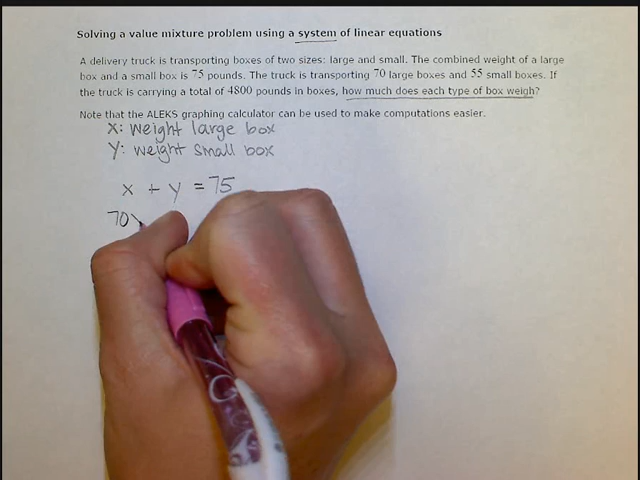 Solving a value mixture problem using a system of linear equations
A delivery truck is transporting boxes of two sizes: large and small. The combined weight of a large
box and a small box is 75 pounds. The truck is transporting 70 large boxes and 55 small boxes. If
the truck is carrying a total of 4800 pounds in boxes, how much does each type of box weigh?
Note that the ALEKS graphing calculator can be used to make computations easier.
X: weight large box
Y: weight small box
x + y = 75
70x